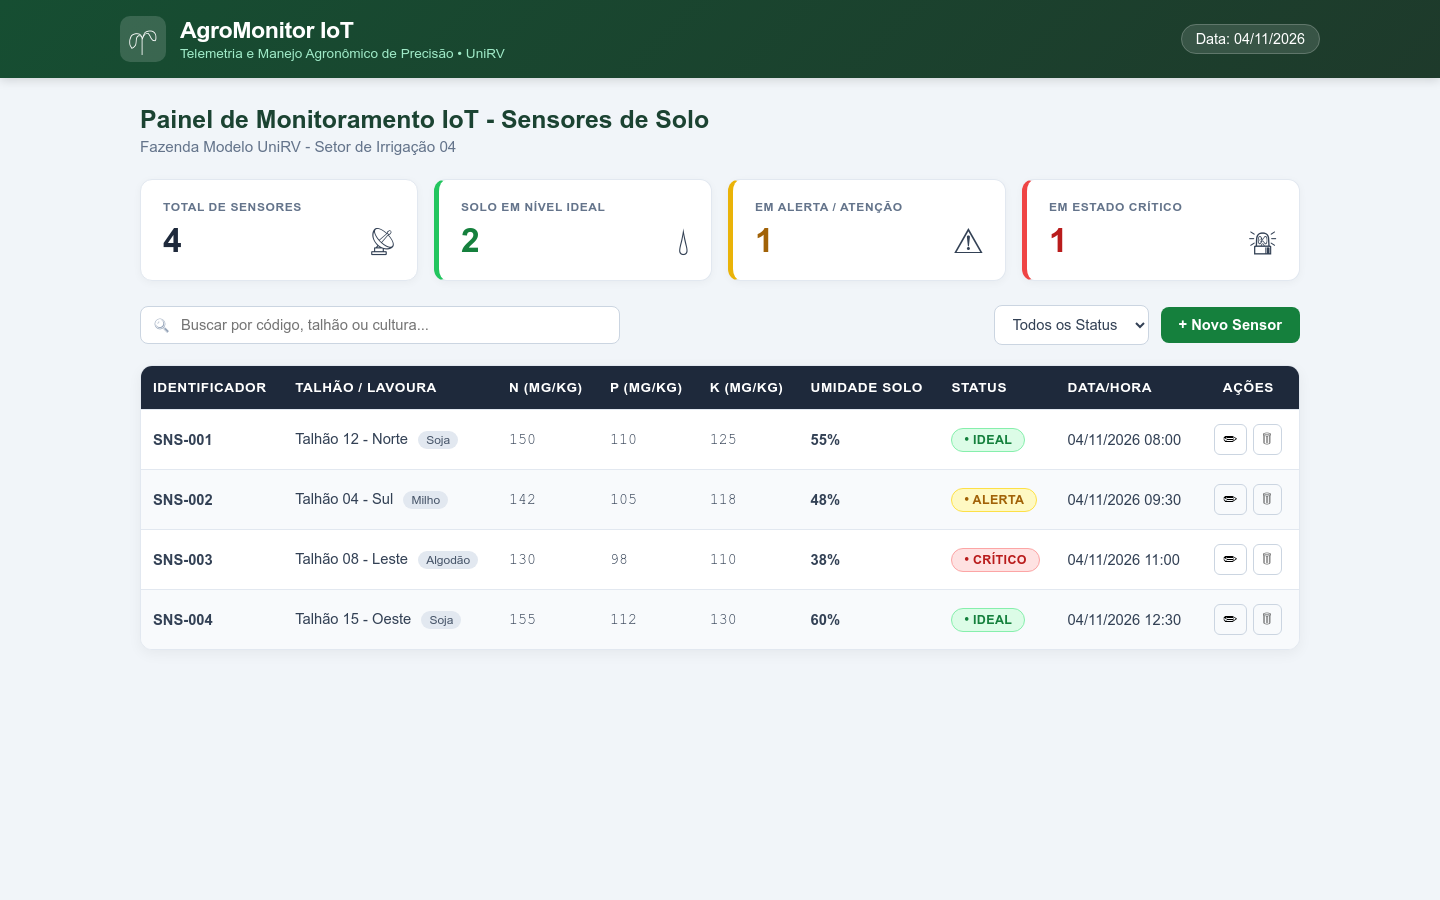 AgroMonitor IoT
Telemetria e Manejo Agronômico de Precisão • UniRV
Data: 04/11/2026
Painel de Monitoramento IoT - Sensores de Solo
Fazenda Modelo UniRV - Setor de Irrigação 04
TOTAL DE SENSORES
4
SOLO EM NÍVEL IDEAL
2
EM ALERTA / ATENÇÃO
1
EM ESTADO CRÍTICO
1
Buscar por código, talhão ou cultura...
Todos os Status
+ Novo Sensor
IDENTIFICADOR TALHÃO / LAVOURA N (MG/KG) P (MG/KG) K (MG/KG) UMIDADE SOLO STATUS DATA/HORA AÇÕES
SNS-001 Talhão 12 - Norte Soja 150 110 125 55% • IDEAL 04/11/2026 08:00
SNS-002 Talhão 04 - Sul Milho 142 105 118 48% • ALERTA 04/11/2026 09:30
SNS-003 Talhão 08 - Leste Algodão 130 98 110 38% • CRÍTICO 04/11/2026 11:00
SNS-004 Talhão 15 - Oeste Soja 155 112 130 60% • IDEAL 04/11/2026 12:30